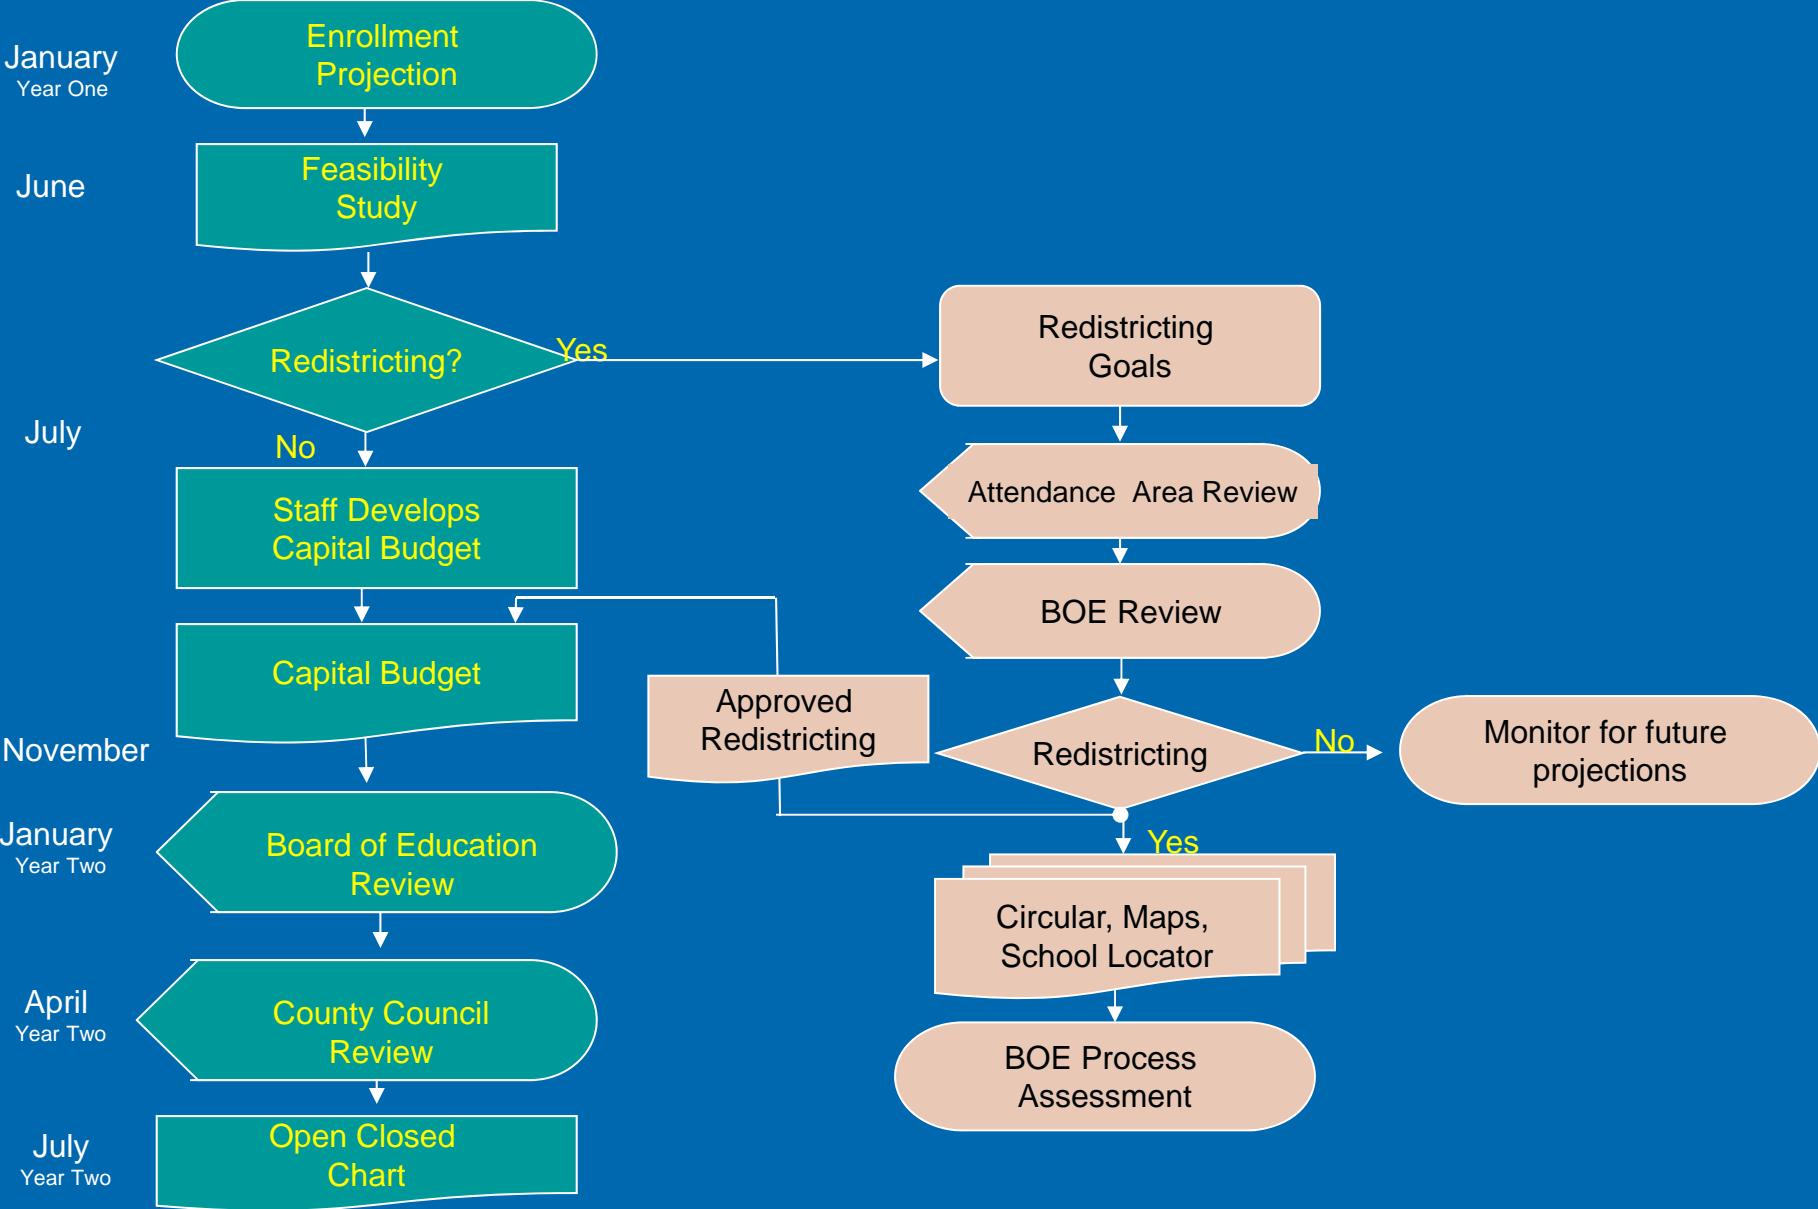 January
Year One
Enrollment
Projection
June
Feasibility
Study
Redistricting?
Yes
No
July
Staff Develops
Capital Budget
Capital Budget
November
January
Year Two
Board of Education
Review
April
Year Two
County Council
Review
July
Year Two
Open Closed
Chart
Redistricting
Goals
Attendance Area Review
BOE Review
Approved
Redistricting
Redistricting
No
Monitor for future
projections
Yes
Circular, Maps,
School Locator
BOE Process
Assessment